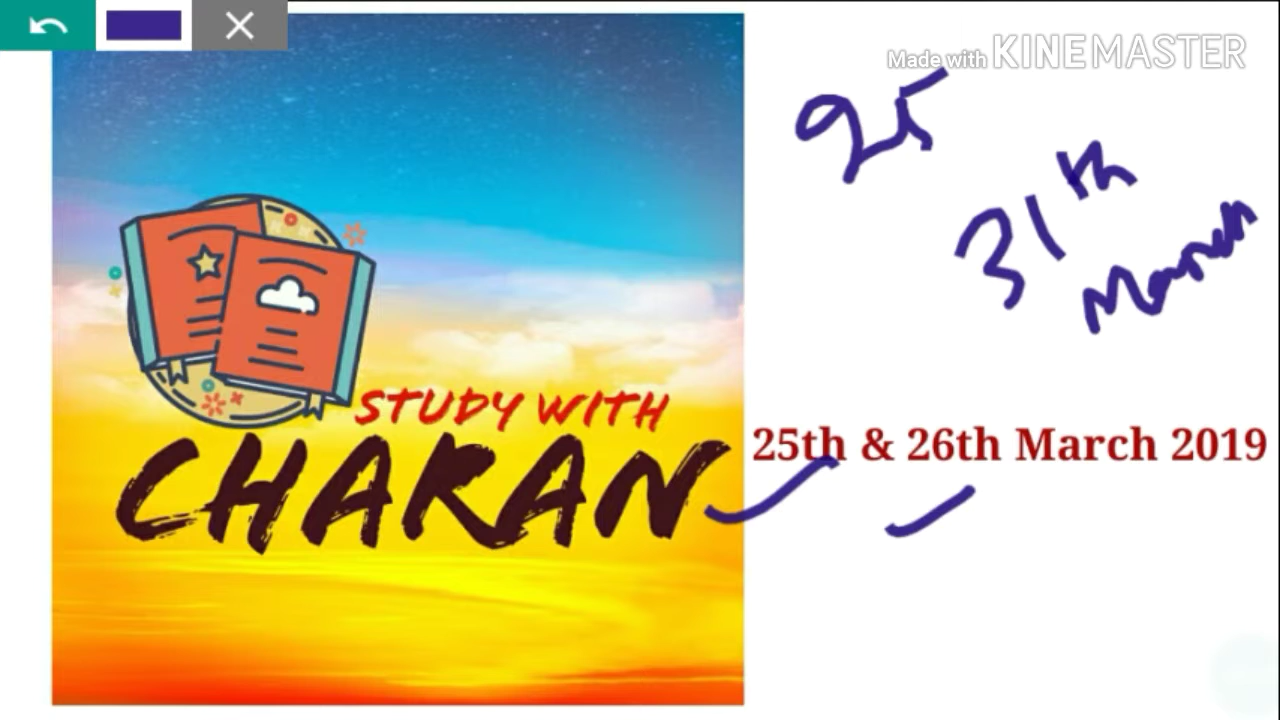 Made with KINEMASTER
25
31th
March
STUDY WITH
CHARAN
25th & 26th March 2019